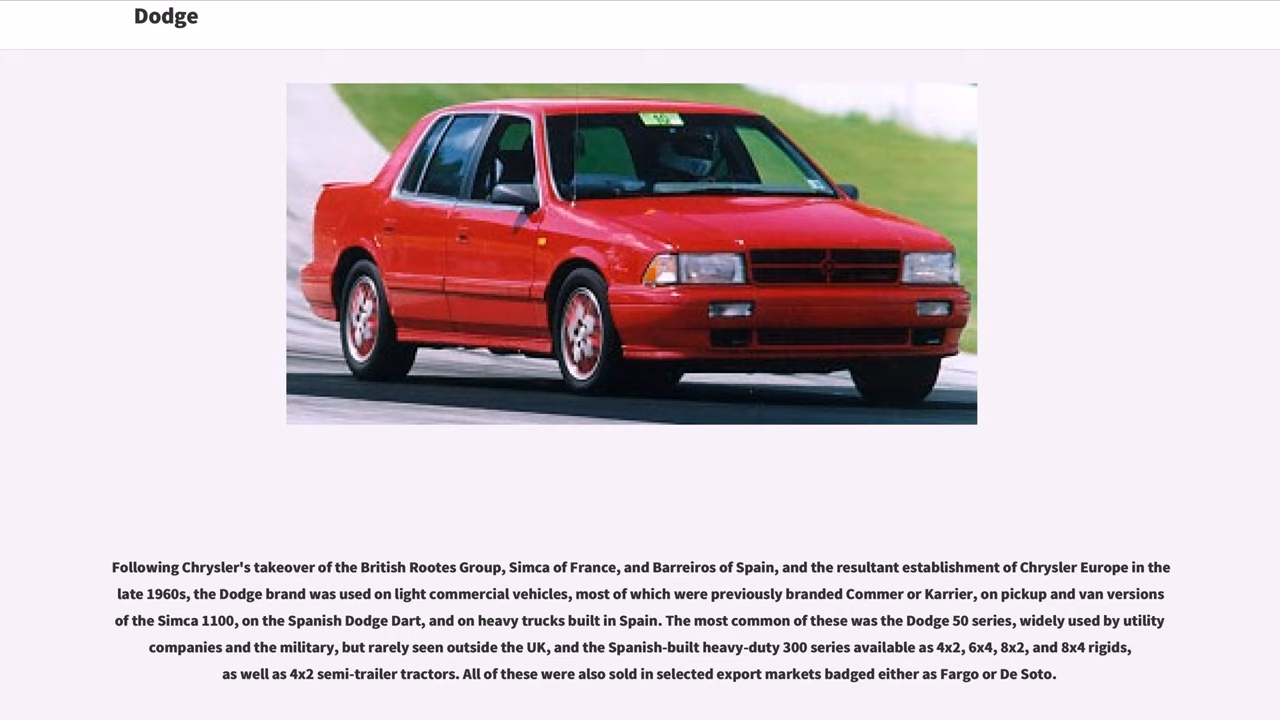 Dodge
10
Following Chrysler's takeover of the British Rootes Group, Simca of France, and Barreiros of Spain, and the resultant establishment of Chrysler Europe in the
late 1960s, the Dodge brand was used on light commercial vehicles, most of which were previously branded Commer or Karrier, on pickup and van versions
of the Simca 1100, on the Spanish Dodge Dart, and on heavy trucks built in Spain. The most common of these was the Dodge 50 series, widely used by utility
companies and the military, but rarely seen outside the UK, and the Spanish-built heavy-duty 300 series available as 4x2, 6x4, 8x2, and 8x4 rigids,
as well as 4x2 semi-trailer tractors. All of these were also sold in selected export markets badged either as Fargo or De Soto.